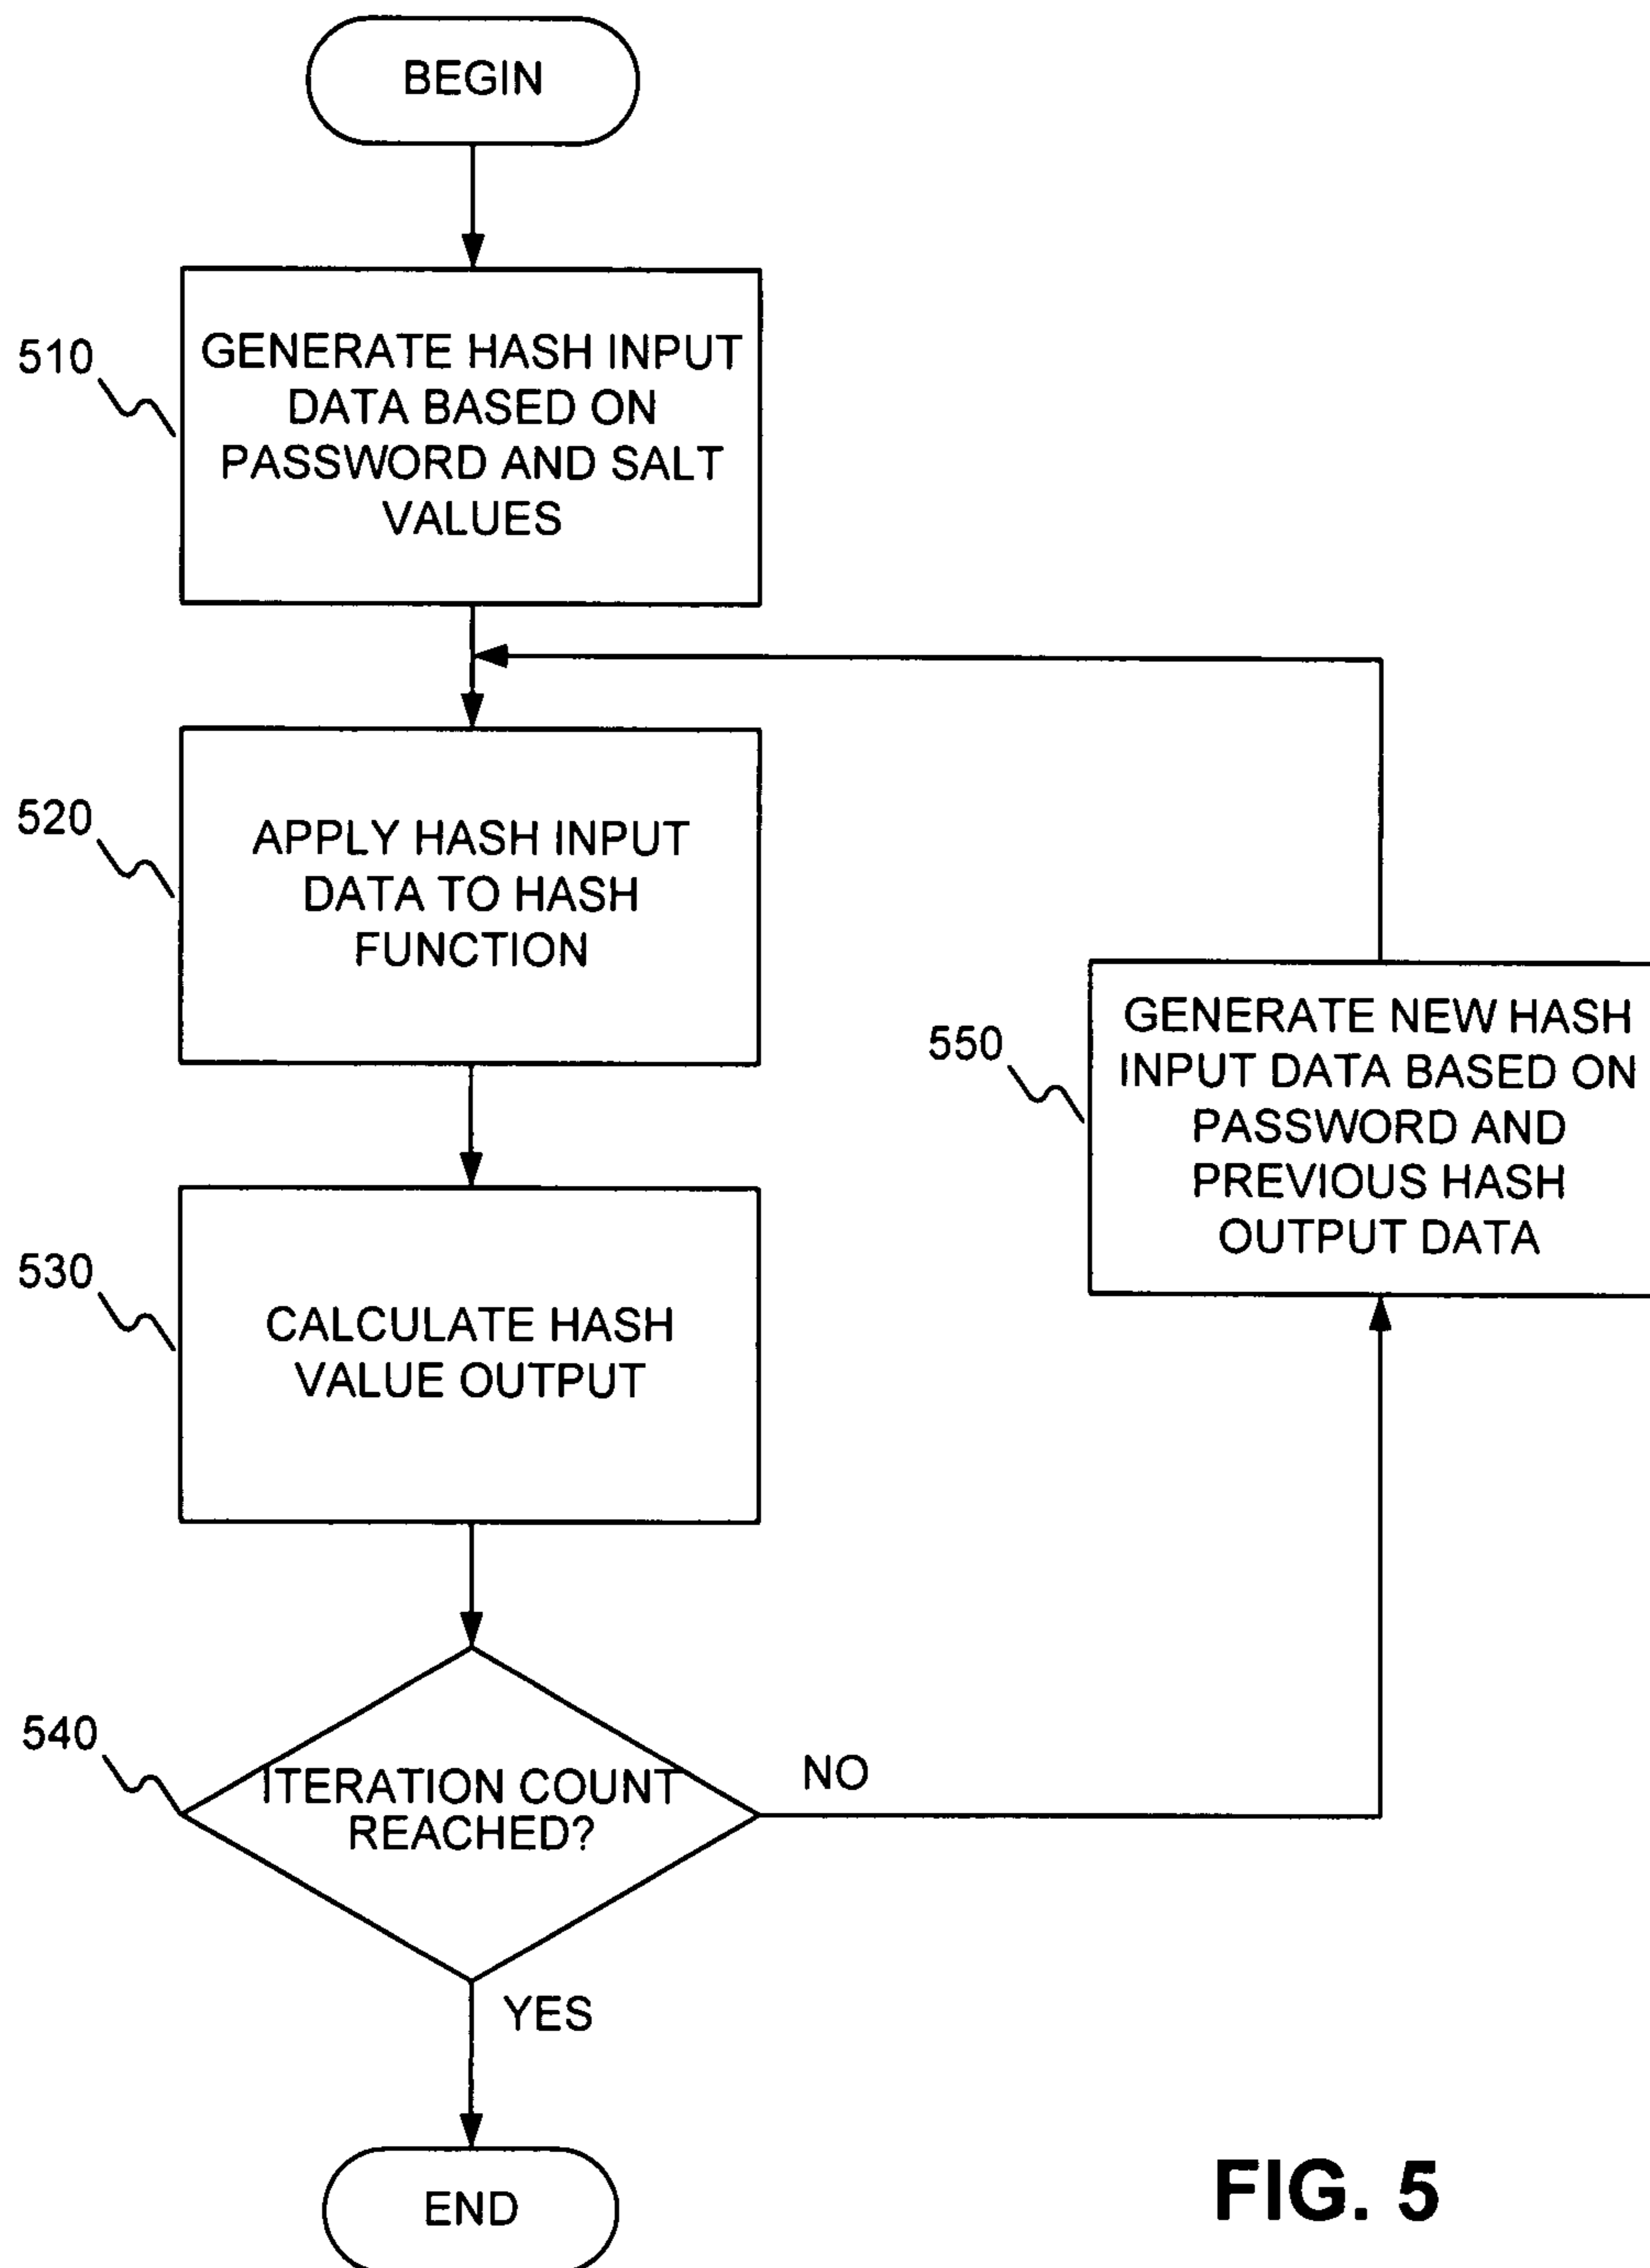 BEGIN
510
GENERATE HASH INPUT
DATA BASED ON
PASSWORD AND SALT
VALUES
520
APPLY HASH INPUT
DATA TO HASH
FUNCTION
550
GENERATE NEW HASH
INPUT DATA BASED ON
PASSWORD AND
PREVIOUS HASH
OUTPUT DATA
530
CALCULATE HASH
VALUE OUTPUT
540
ITERATION COUNT
REACHED?
NO
YES
END
FIG. 5